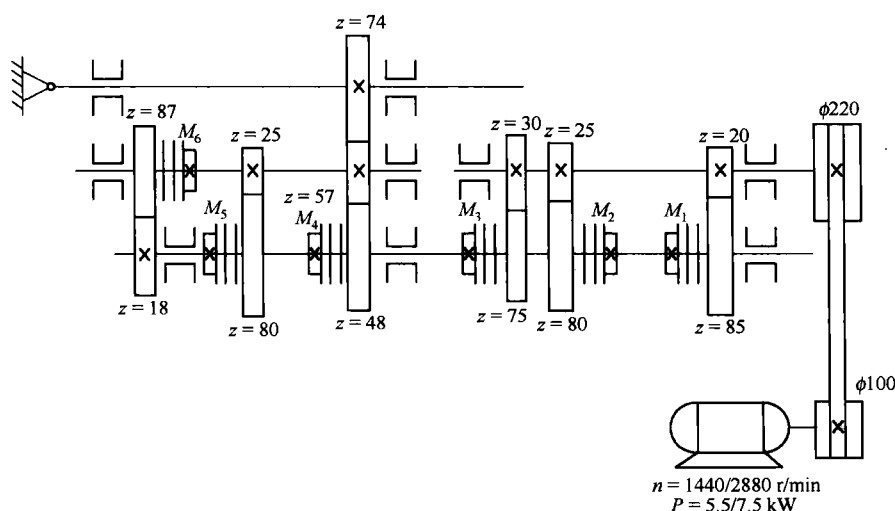 z = 74
z = 87
M6
z = 25
z = 30
z = 25
z = 20
ϕ220
M5
z = 57
M4
M3
M2
M1
z = 18
z = 80
z = 48
z = 75
z = 80
z = 85
ϕ100
n = 1440/2880 r/min
P = 5.5/7.5 kW